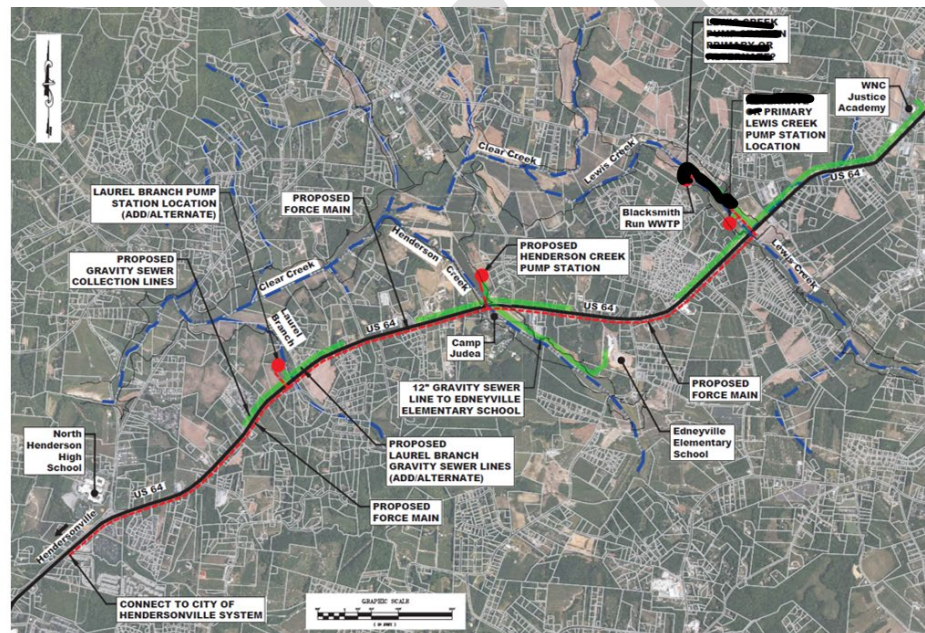 WNC
Justice
Academy
PRIMARY
LEWIS CREEK
PUMP STATION
LOCATION
Clear Creek
Lewis Creek
US 64
LAUREL BRANCH PUMP
STATION LOCATION
(ADD/ALTERNATE)
PROPOSED
FORCE MAIN
Blacksmith
Run WWTP
Lewis Creek
Henderson
Creek
PROPOSED
HENDERSON CREEK
PUMP STATION
PROPOSED
GRAVITY SEWER
COLLECTION LINES
Clear Creek
Laurel
Branch
US 64
US 64
Camp
Judea
12" GRAVITY SEWER
LINE TO EDNEYVILLE
ELEMENTARY SCHOOL
PROPOSED
FORCE MAIN
Edneyville
Elementary
School
North
Henderson
High
School
PROPOSED
LAUREL BRANCH
GRAVITY SEWER LINES
(ADD/ALTERNATE)
US 64
PROPOSED
FORCE MAIN
Hendersonville
CONNECT TO CITY OF
HENDERSONVILLE SYSTEM
GRAPHIC SCALE
( IN FEET )